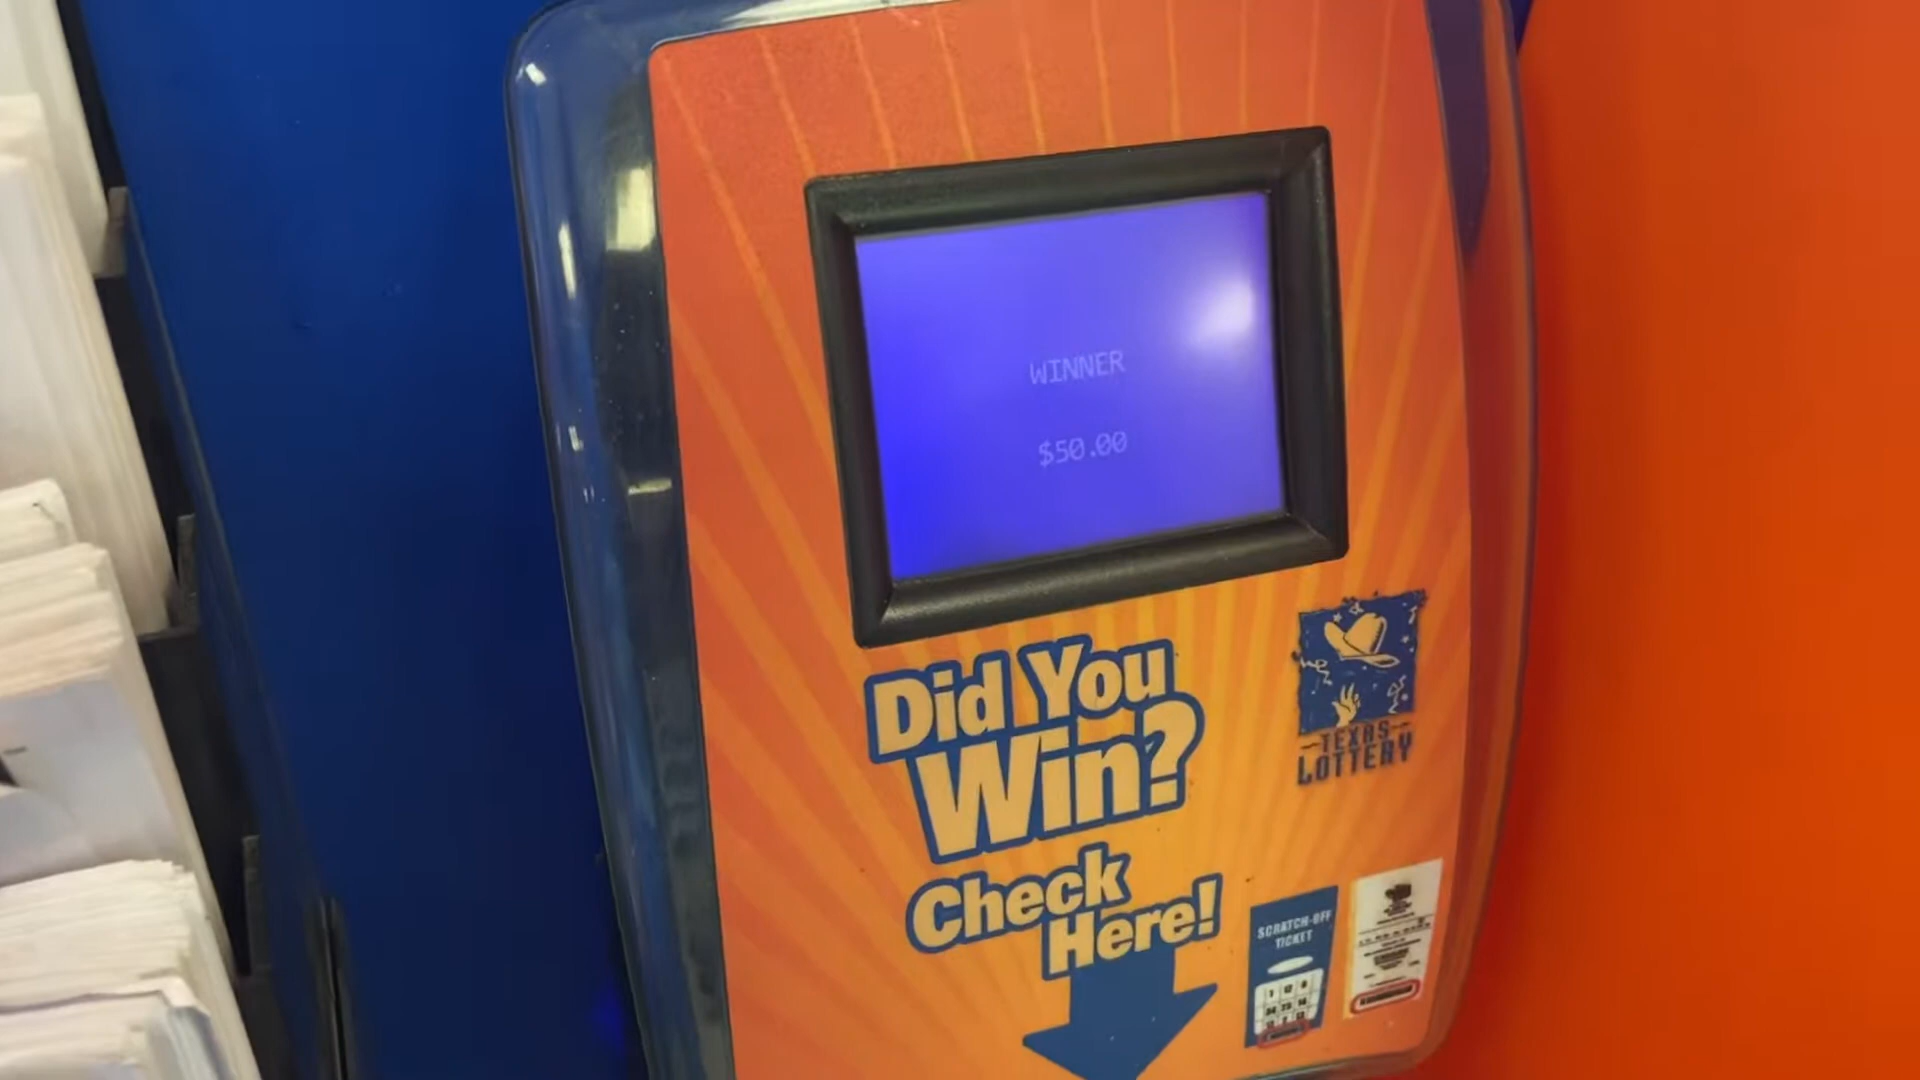 WINNER
$50.00
Did You
Win?
Check
Here!
TEXAS
LOTTERY
SCRATCH-OFF
TICKET